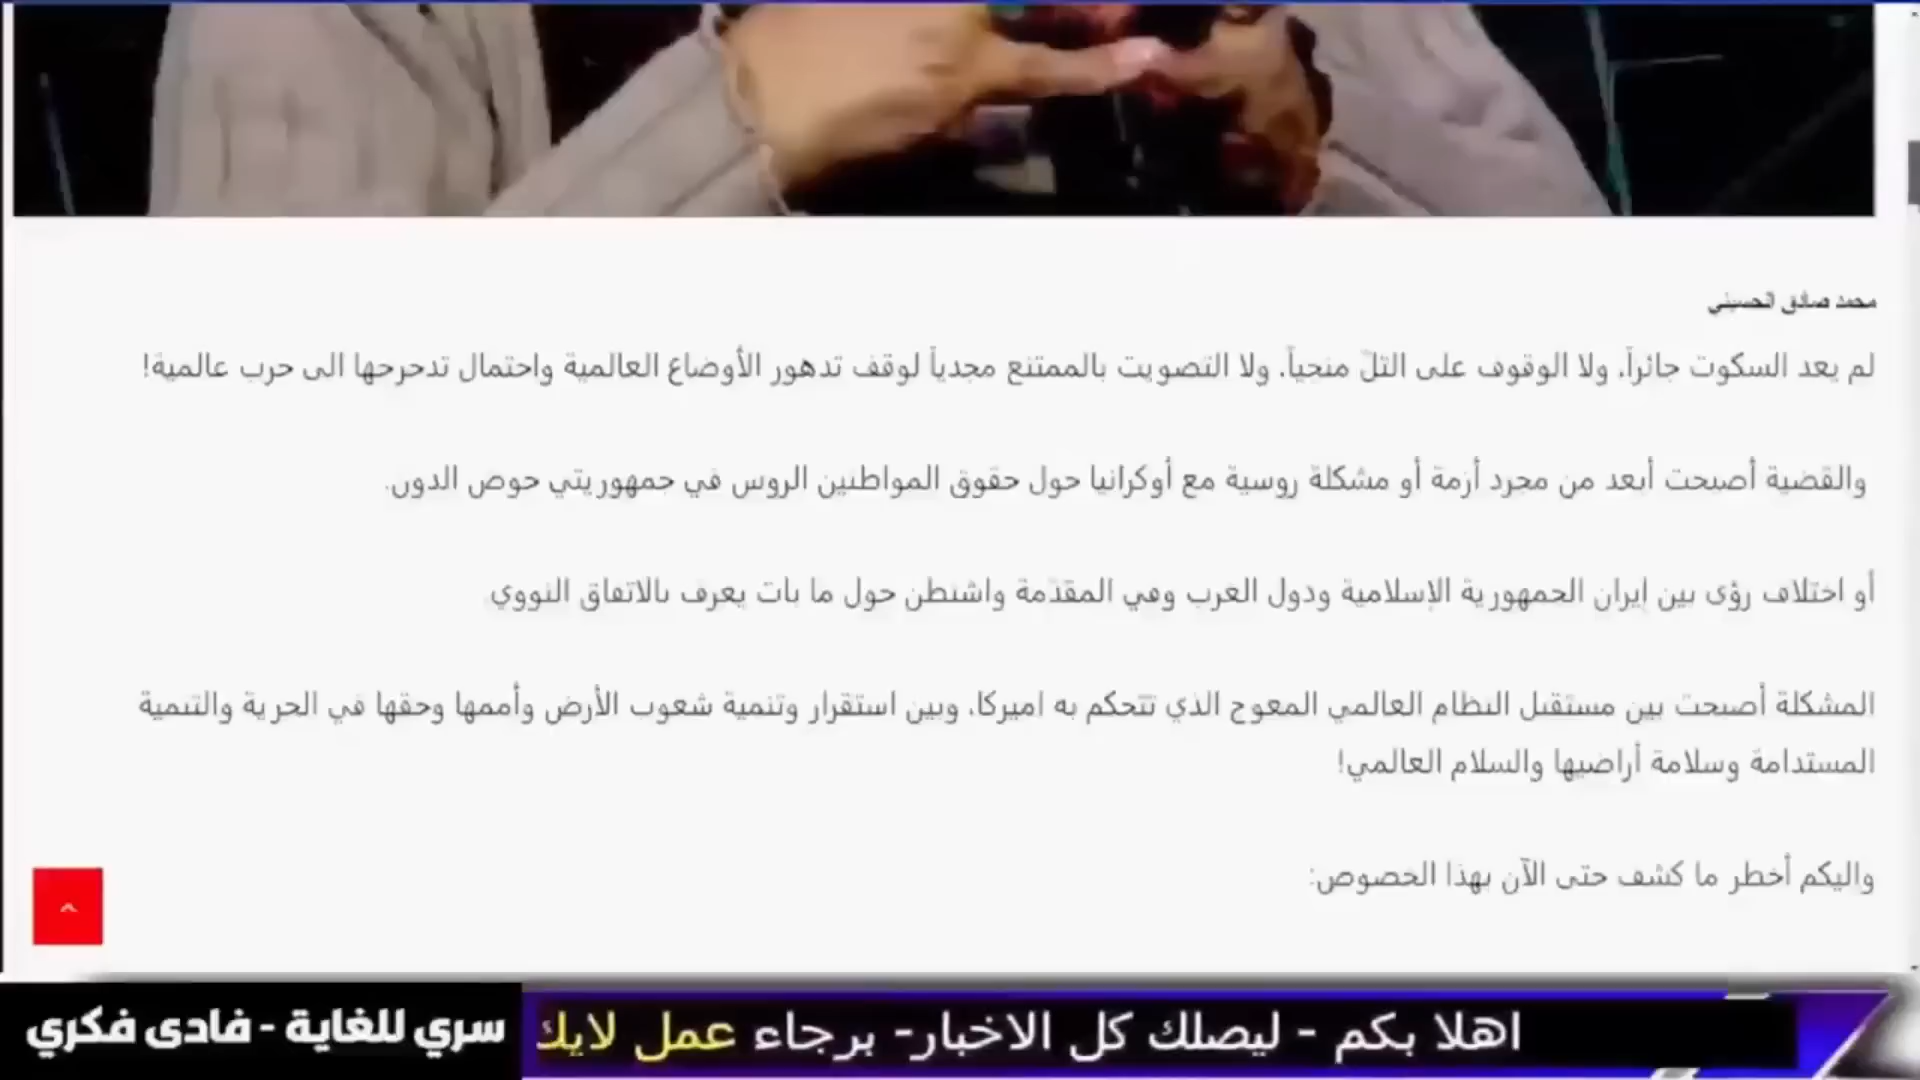 محمد صادق الحسيني
لم يعد السكوت جائراً، ولا الوقوف على التلّ منجياً، ولا التصويت بالممتنع مجدياً لوقف تدهور الأوضاع العالمية واحتمال تدحرجها الى حرب عالمية!
والقضية أصبحت أبعد من مجرد أزمة أو مشكلة روسية مع أوكرانيا حول حقوق المواطنين الروس في جمهوريتي حوض الدون.
أو اختلاف رؤى بين إيران الجمهورية الإسلامية ودول الغرب وفي المقدّمة واشنطن حول ما بات يعرف بالاتفاق النووي
المشكلة أصبحت بين مستقبل النظام العالمي المعوج الذي تتحكم به اميركا، وبين استقرار وتنمية شعوب الأرض وأممها وحقها في الحرية والتنمية
المستدامة وسلامة أراضيها والسلام العالمي!
واليكم أخطر ما كشف حتى الآن بهذا الخصوص:
اهلا بكم - ليصلك كل الاخبار- برجاء عمل لايك
سري للغاية - فادى فكري